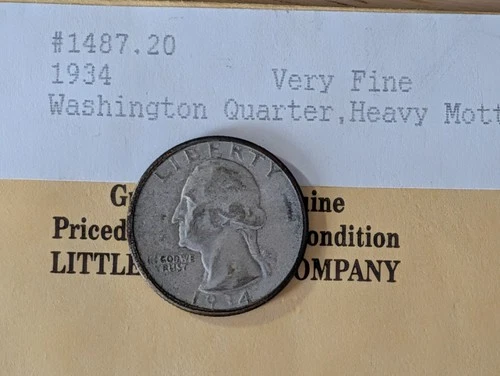 #1487.20
1934 Very Fine
Washington Quarter, Heavy Mott
LIBERTY
IN GOD WE
TRUST
1934
Priced ondition
LITTLE OMPANY